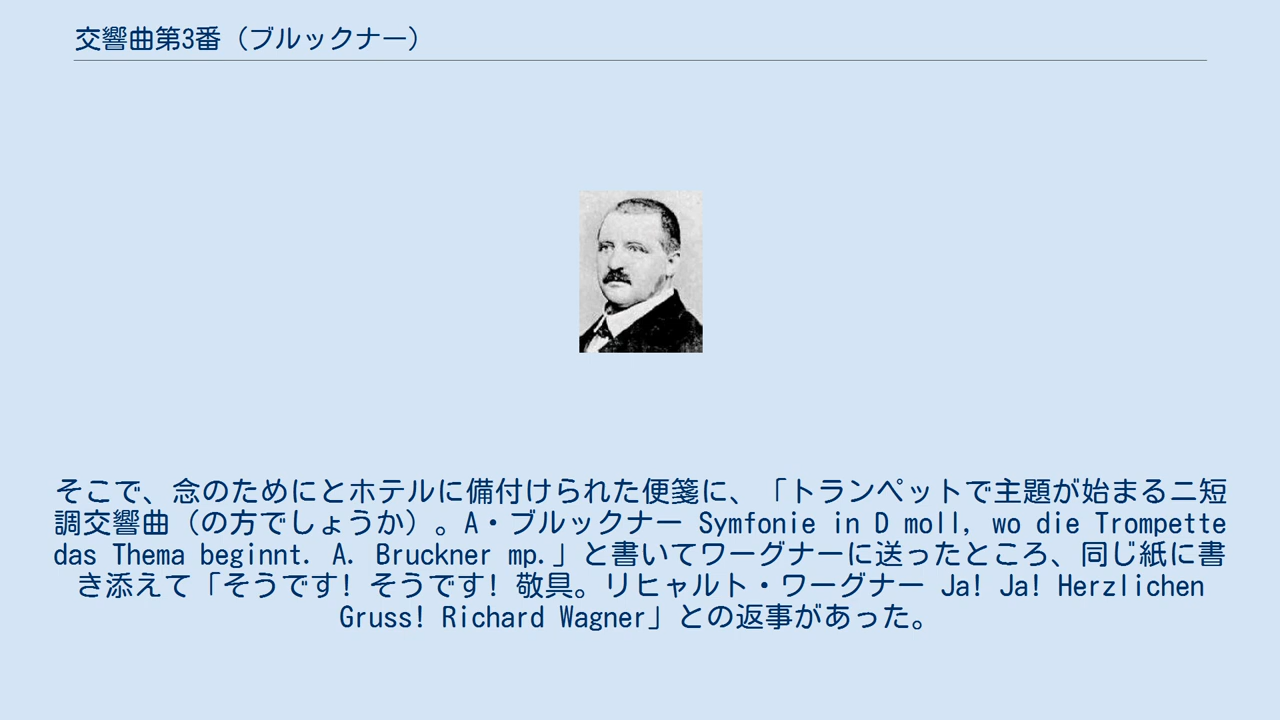 交響曲第3番（ブルックナー）
そこで、念のためにとホテルに備付けられた便箋に、「トランペットで主題が始まるニ短
調交響曲（の方でしょうか）。A・ブルックナー Symfonie in D moll, wo die Trompette
das Thema beginnt. A. Bruckner mp.」と書いてワーグナーに送ったところ、同じ紙に書
き添えて「そうです! そうです! 敬具。リヒャルト・ワーグナー Ja! Ja! Herzlichen
Gruss! Richard Wagner」との返事があった。